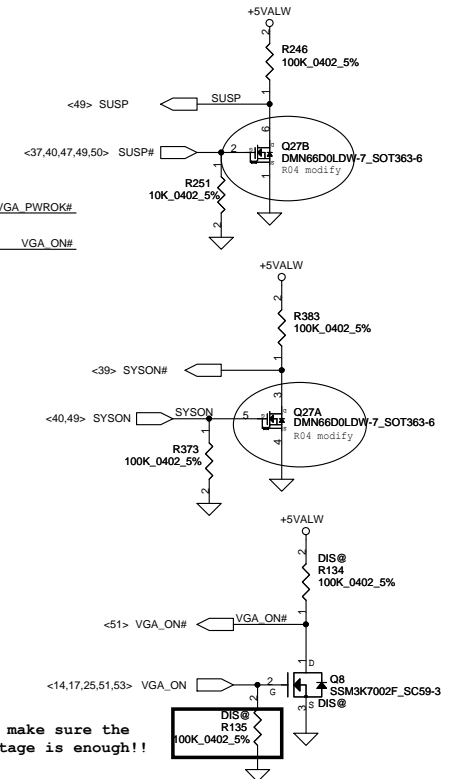 +5VALW
2
R246
100K_0402_5%
1
<49> SUSP
SUSP
6
<37,40,47,49,50> SUSP#
2
Q27B
DMN66D0LDW-7_SOT363-6
R04 modify
1
1
R251
10K_0402_5%
2
VGA_PWROK#
VGA_ON#
+5VALW
2
R383
100K_0402_5%
1
<39> SYSON#
3
<40,49> SYSON
SYSON
5
Q27A
DMN66D0LDW-7_SOT363-6
R04 modify
4
1
R373
100K_0402_5%
2
+5VALW
2
DIS@
R134
100K_0402_5%
1
<51> VGA_ON#
VGA_ON#
1
D
<14,17,25,51,53> VGA_ON
2
G
Q8
SSM3K7002F_SC59-3
DIS@
3
S
2
DIS@
R135
100K_0402_5%
1
make sure the
tage is enough!!